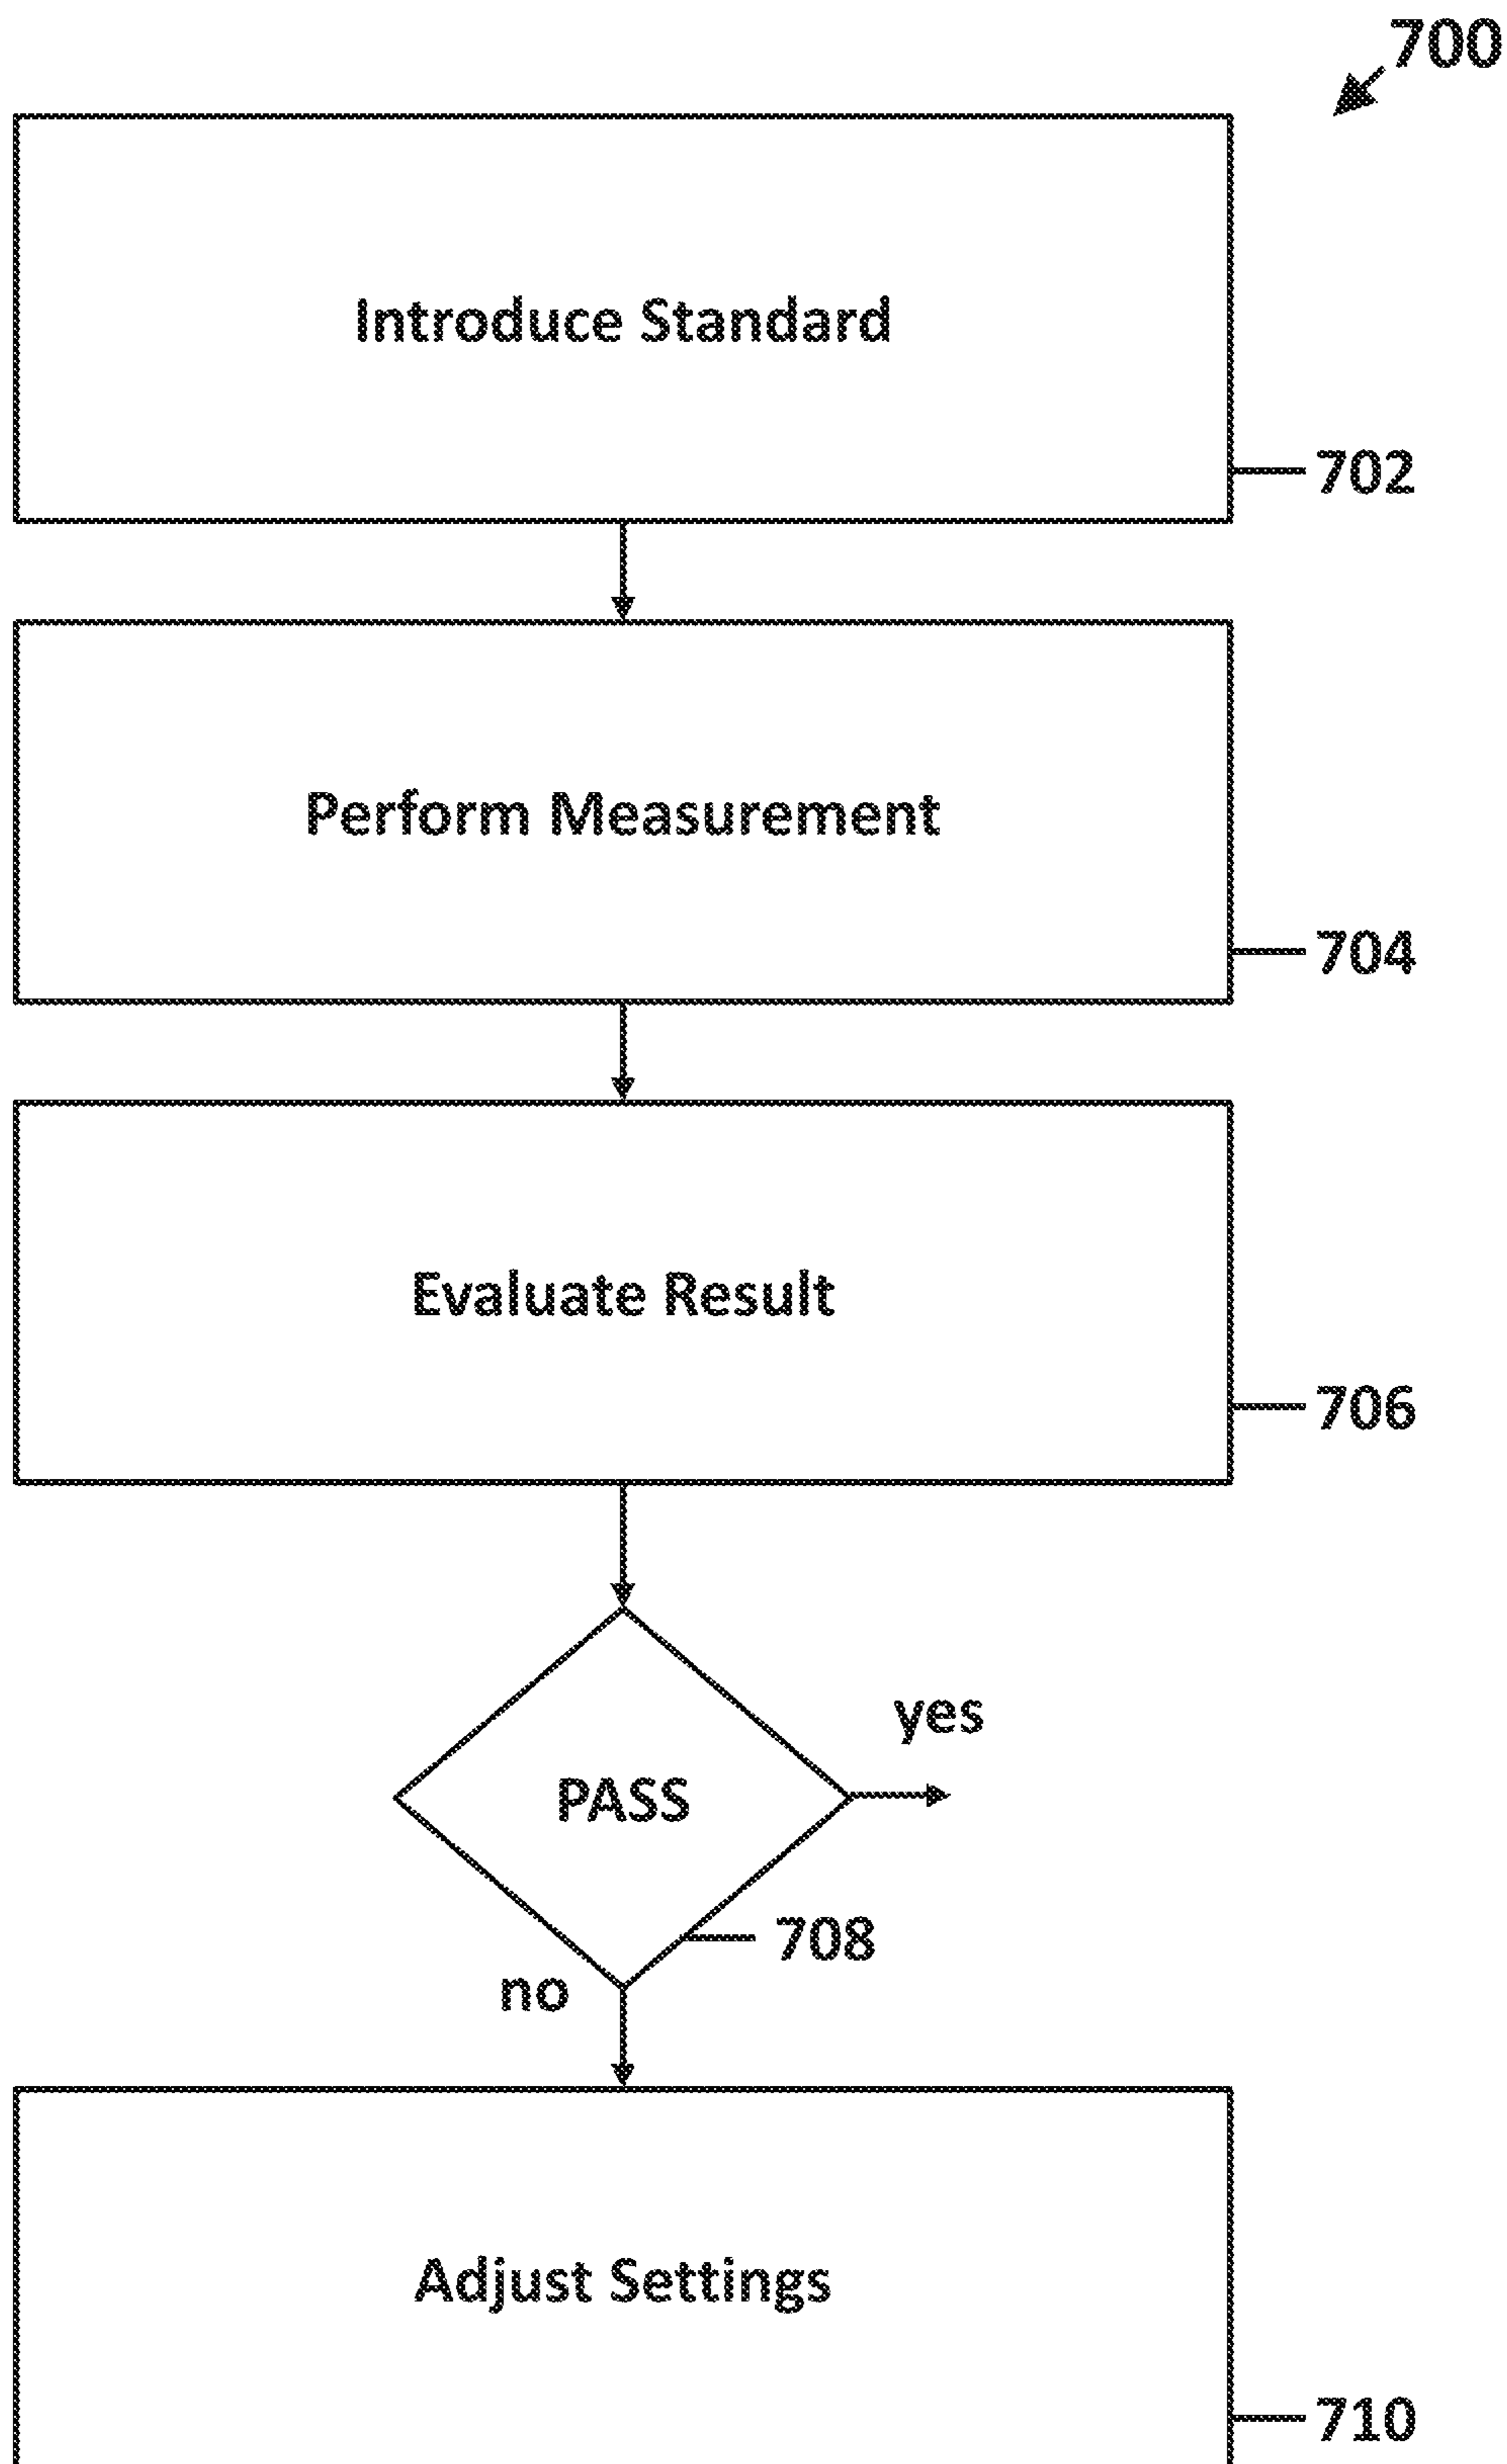 700
Introduce Standard
702
Perform Measurement
704
Evaluate Result
706
yes
PASS
708
no
Adjust Settings
710